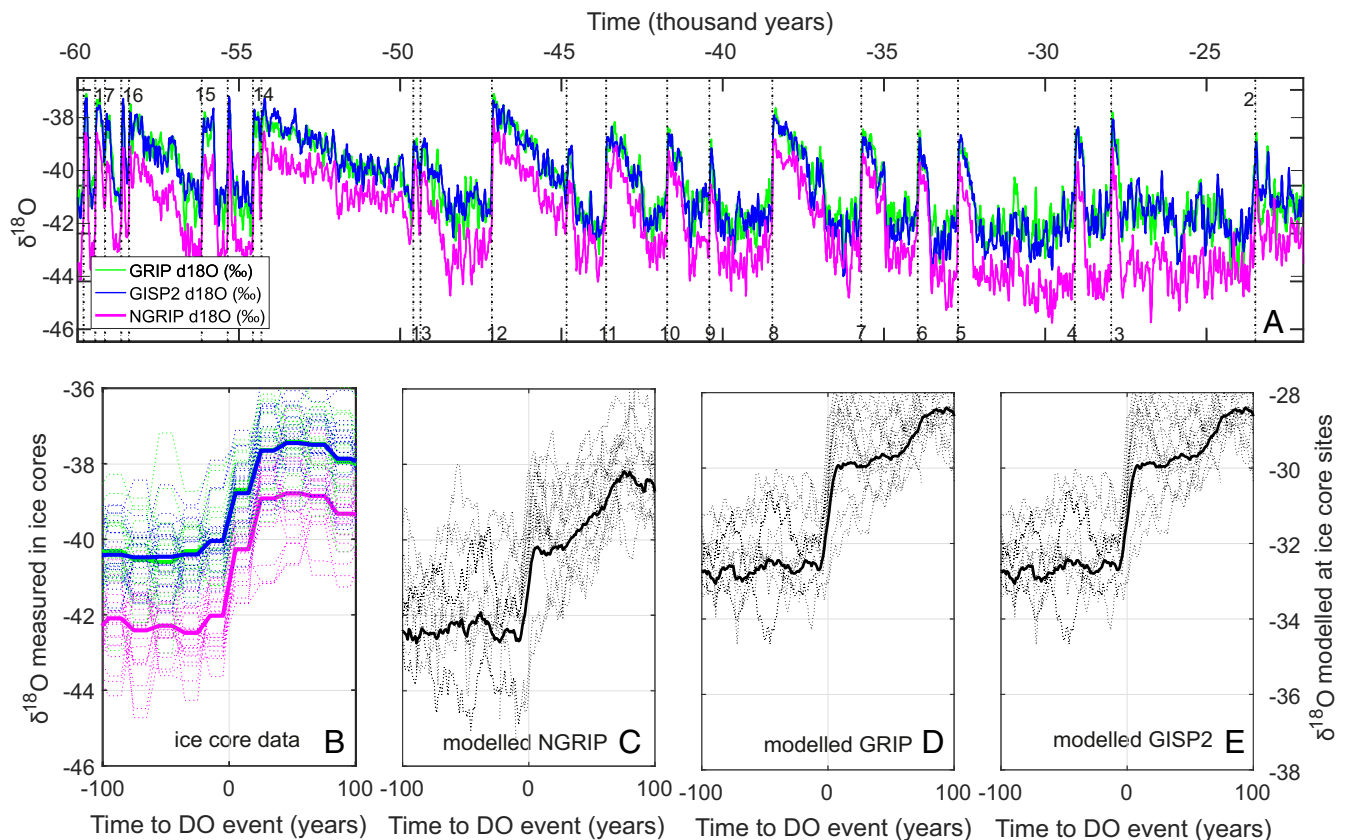 Time (thousand years)
-60 -55 -50 -45 -40 -35 -30 -25
17 16 15 14 2
-38
-40
-42
-44
-46
δ18O
GRIP d18O (‰)
GISP2 d18O (‰)
NGRIP d18O (‰)
13 12 11 10 9 8 7 6 5 4 3
A
-36
-38
-40
-42
-44
-46
δ18O measured in ice cores
-28
-30
-32
-34
-36
-38
δ18O modelled at ice core sites
ice core data B
modelled NGRIP C
modelled GRIP D
modelled GISP2 E
-100 0 100 -100 0 100 -100 0 100 -100 0 100
Time to DO event (years) Time to DO event (years) Time to DO event (years) Time to DO event (years)